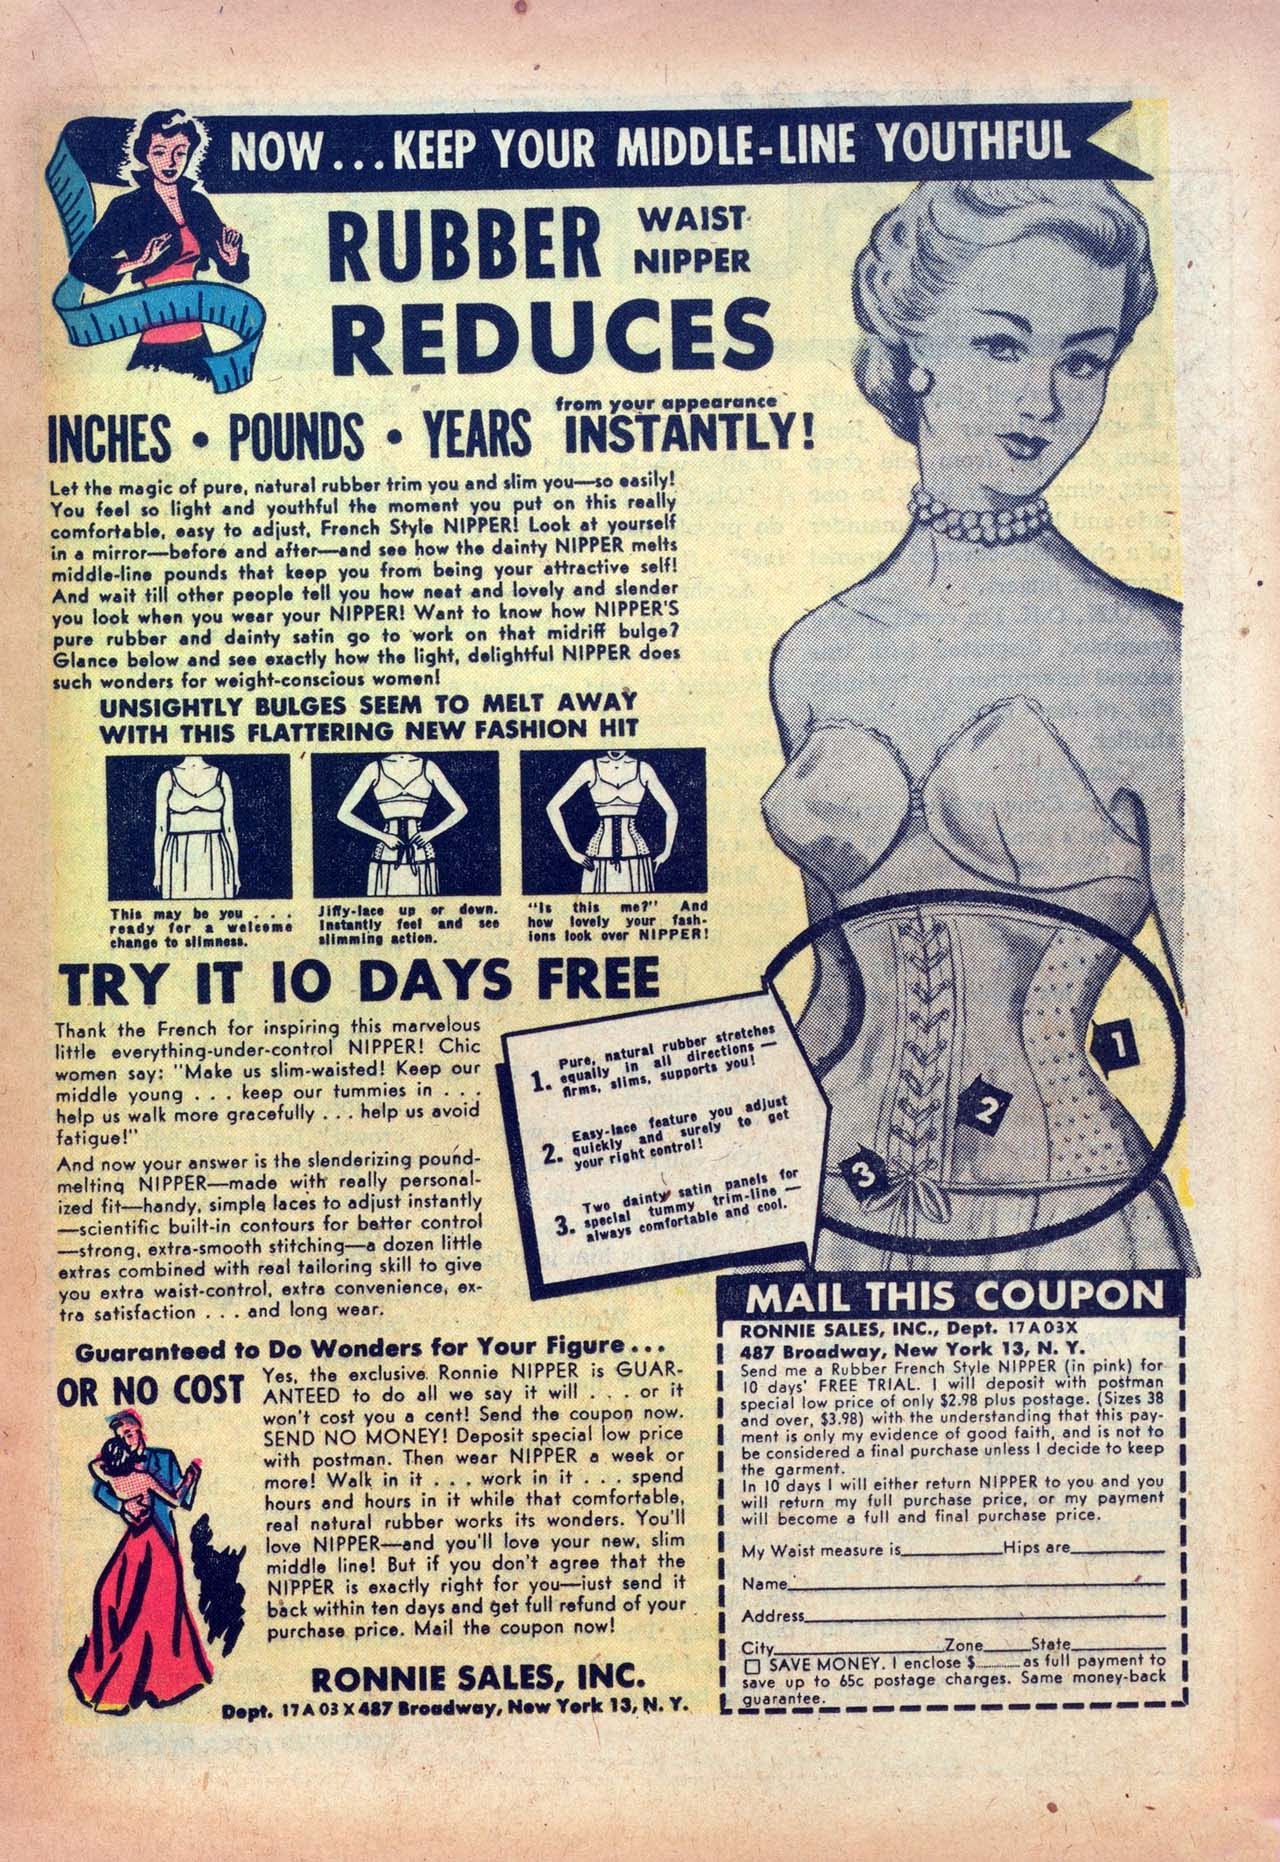 NOW...KEEP YOUR MIDDLE-LINE YOUTHFUL
RUBBER WAIST
NIPPER
REDUCES
INCHES • POUNDS • YEARS from your appearance
INSTANTLY!
Let the magic of pure, natural rubber trim you and slim you—so easily!
You feel so light and youthful the moment you put on this really
comfortable, easy to adjust, French Style NIPPER! Look at yourself
in a mirror—before and after—and see how the dainty NIPPER melts
middle-line pounds that keep you from being your attractive self!
And wait till other people tell you how neat and lovely and slender
you look when you wear your NIPPER! Want to know how NIPPER'S
pure rubber and dainty satin go to work on that midriff bulge?
Glance below and see exactly how the light, delightful NIPPER does
such wonders for weight-conscious women!
UNSIGHTLY BULGES SEEM TO MELT AWAY
WITH THIS FLATTERING NEW FASHION HIT
This may be you . . .
ready for a welcome
change to slimness.
Jiffy-lace up or down.
Instantly feel and see
slimming action.
"Is this me?" And
how lovely your fash-
ions look over NIPPER!
TRY IT 10 DAYS FREE
Thank the French for inspiring this marvelous
little everything-under-control NIPPER! Chic
women say: "Make us slim-waisted! Keep our
middle young . . . keep our tummies in . . .
help us walk more gracefully . . . help us avoid
fatigue!"
And now your answer is the slenderizing pound-
melting NIPPER—made with really personal-
ized fit—handy, simple laces to adjust instantly
—scientific built-in contours for better control
—strong, extra-smooth stitching—a dozen little
extras combined with real tailoring skill to give
you extra waist-control, extra convenience, ex-
tra satisfaction . . . and long wear.
1. Pure, natural rubber stretches
equally in all directions —
firms, slims, supports you!
2. Easy-lace feature you adjust
quickly and surely to get
your right control!
3. Two dainty satin panels for
special tummy trim-line —
always comfortable and cool.
1
2
3
Guaranteed to Do Wonders for Your Figure...
OR NO COST
Yes, the exclusive Ronnie NIPPER is GUAR-
ANTEED to do all we say it will . . . or it
won't cost you a cent! Send the coupon now.
SEND NO MONEY! Deposit special low price
with postman. Then wear NIPPER a week or
more! Walk in it . . . work in it . . . spend
hours and hours in it while that comfortable,
real natural rubber works its wonders. You'll
love NIPPER—and you'll love your new, slim
middle line! But if you don't agree that the
NIPPER is exactly right for you—just send it
back within ten days and get full refund of your
purchase price. Mail the coupon now!
RONNIE SALES, INC.
Dept. 17A03X 487 Broadway, New York 13, N. Y.
MAIL THIS COUPON
RONNIE SALES, INC., Dept. 17A03X
487 Broadway, New York 13, N. Y.
Send me a Rubber French Style NIPPER (in pink) for
10 days' FREE TRIAL. I will deposit with postman
special low price of only $2.98 plus postage. (Sizes 38
and over, $3.98) with the understanding that this pay-
ment is only my evidence of good faith, and is not to
be considered a final purchase unless I decide to keep
the garment.
In 10 days I will either return NIPPER to you and you
will return my full purchase price, or my payment
will become a full and final purchase price.
My Waist measure is__________Hips are__________
Name__________
Address__________
City__________Zone_____State__________
☐ SAVE MONEY. I enclose $........as full payment to
save up to 65c postage charges. Same money-back
guarantee.